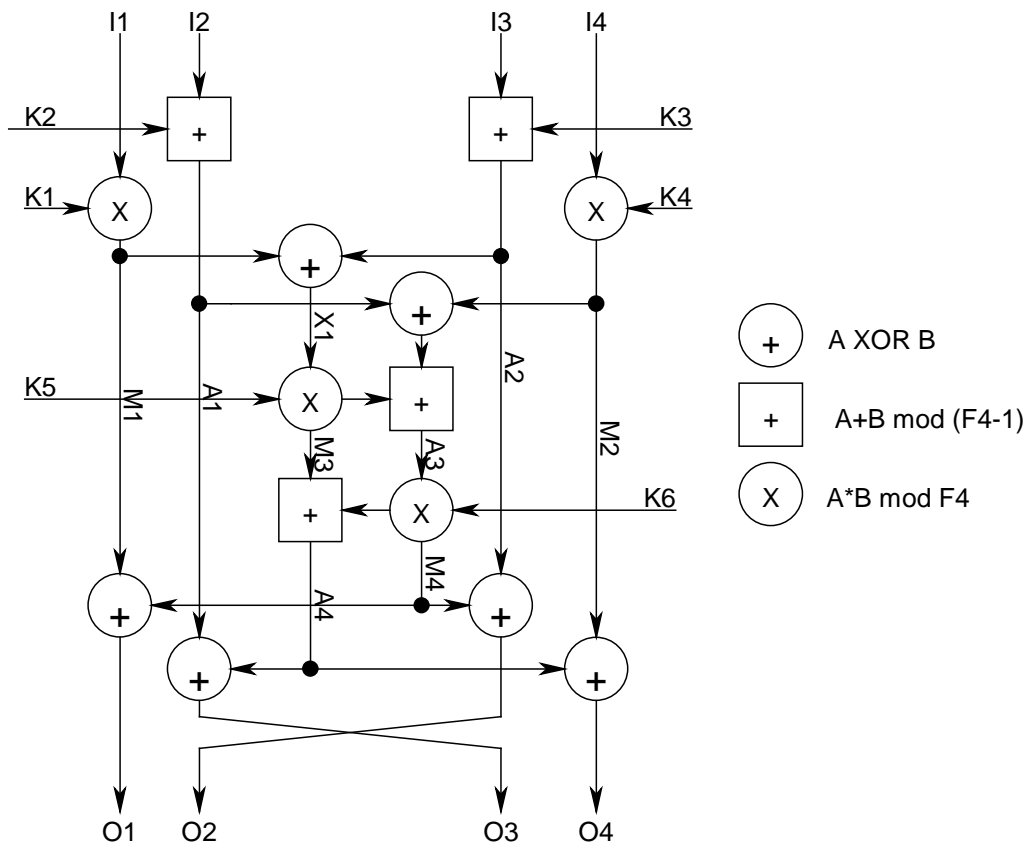 I1 I2 I3 I4
K2 + + K3
K1 X X K4
+
+
X1
A2
+ A XOR B
K5 M1 A1 X + M2 + A+B mod (F4-1)
M3 A3
+ X K6 X A*B mod F4
M4
A4
+ +
+ +
O1 O2 O3 O4